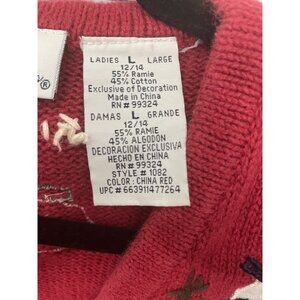 LADIES L LARGE
12/14
55% Ramie
45% Cotton
Exclusive of Decoration
Made in China
RN # 99324
DAMAS L GRANDE
12/14
55% RAMIE
45% ALGODON
DECORACION EXCLUSIVA
HECHO EN CHINA
RN # 99324
STYLE # 1082
COLOR : CHINA RED
UPC # 663911477264